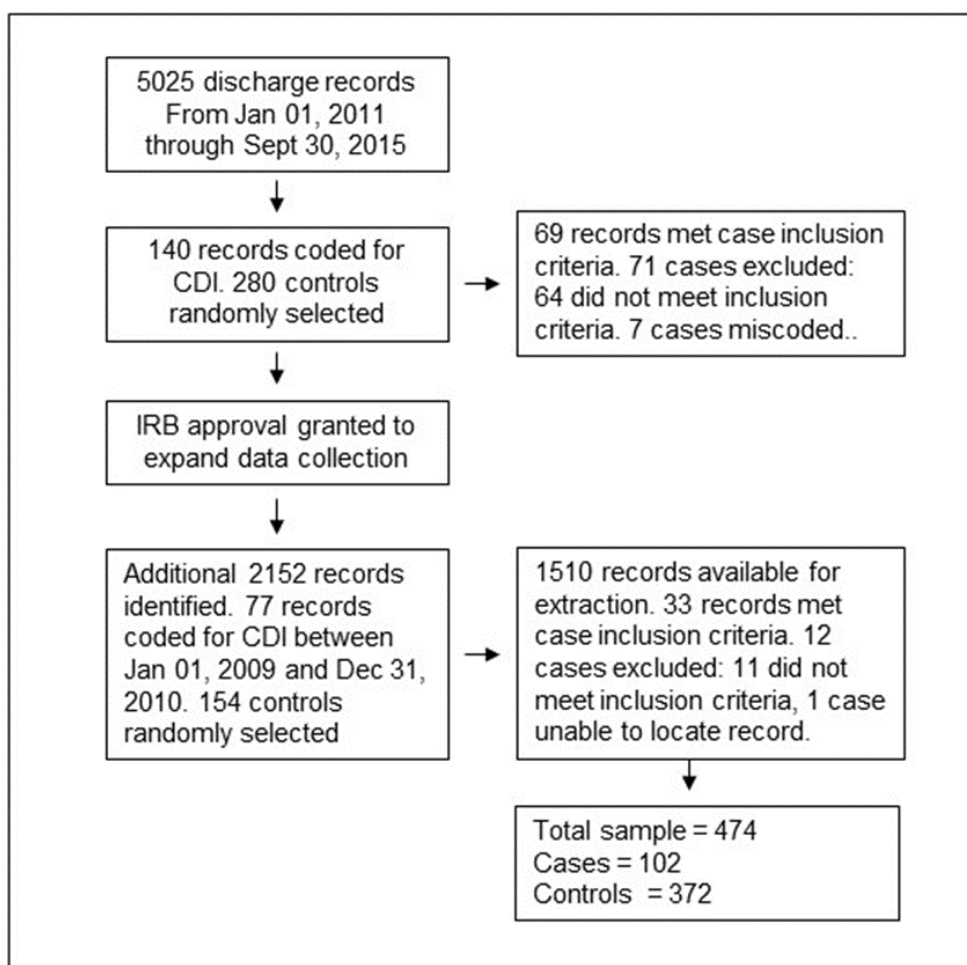 5025 discharge records
From Jan 01, 2011
through Sept 30, 2015
140 records coded for
CDI. 280 controls
randomly selected
69 records met case inclusion
criteria. 71 cases excluded:
64 did not meet inclusion
criteria. 7 cases miscoded..
IRB approval granted to
expand data collection
Additional 2152 records
identified. 77 records
coded for CDI between
Jan 01, 2009 and Dec 31,
2010. 154 controls
randomly selected
1510 records available for
extraction. 33 records met
case inclusion criteria. 12
cases excluded: 11 did not
meet inclusion criteria, 1 case
unable to locate record.
Total sample = 474
Cases = 102
Controls = 372